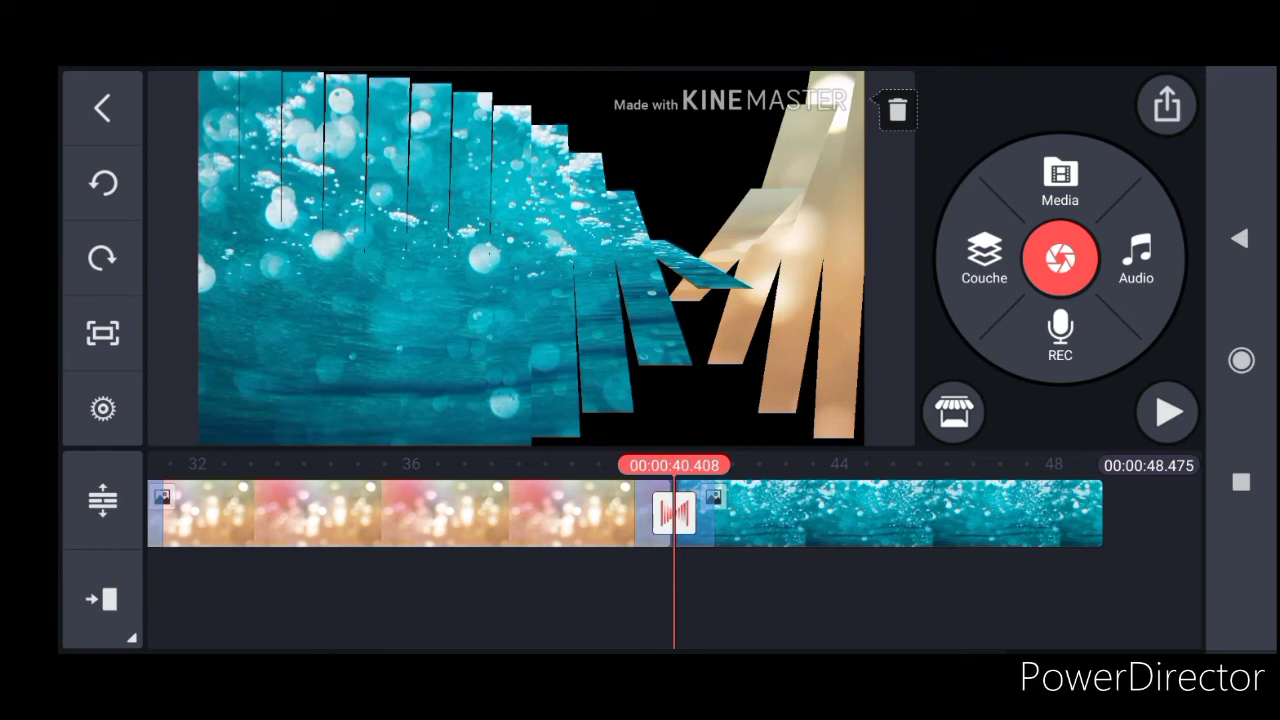 Made with KINEMASTER
Media
Couche
Audio
REC
32
36
00:00:40.408
44
48
00:00:48.475
PowerDirector